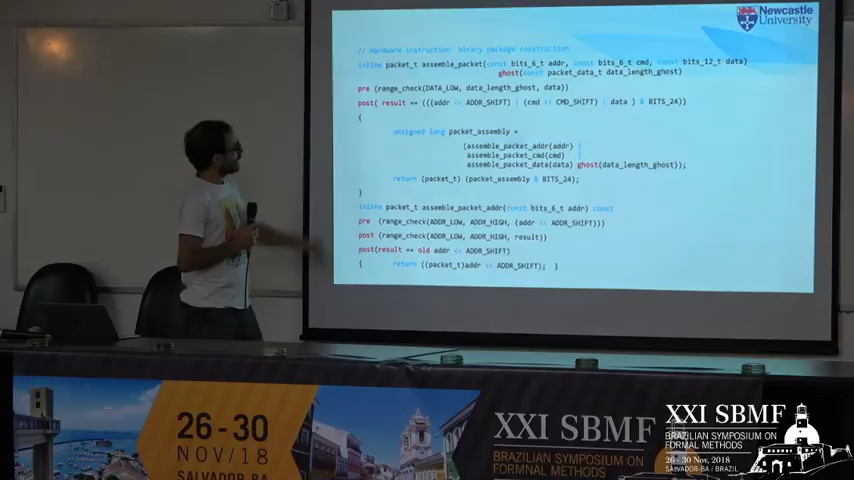 Newcastle
University
// Hardware instruction: binary package construction
inline packet_t assemble_packet(const bits_6_t addr, const bits_6_t cmd, const bits_12_t data)
ghost(const packet_data_t data_length_ghost)
pre (range_check(DATA_LOW, data_length_ghost, data))
post( result == (((addr << ADDR_SHIFT) | (cmd << CMD_SHIFT) | data ) & BITS_24))
{
unsigned long packet_assembly =
(assemble_packet_addr(addr) |
assemble_packet_cmd(cmd) |
assemble_packet_data(data) ghost(data_length_ghost));
return (packet_t) (packet_assembly & BITS_24);
}
inline packet_t assemble_packet_addr(const bits_6_t addr) const
pre (range_check(ADDR_LOW, ADDR_HIGH, (addr << ADDR_SHIFT)))
post (range_check(ADDR_LOW, ADDR_HIGH, result))
post(result == old addr << ADDR_SHIFT)
{ return ((packet_t)addr << ADDR_SHIFT); }
26-30
NOV/18
SALVADOR-BA
XXI SBMF
BRAZILIAN SYMPOSIUM ON
FORMNAL METHODS
XXI SBMF
BRAZILIAN SYMPOSIUM ON
FORMAL METHODS
26 - 30 Nov, 2018
SALVADOR-BA / BRAZIL